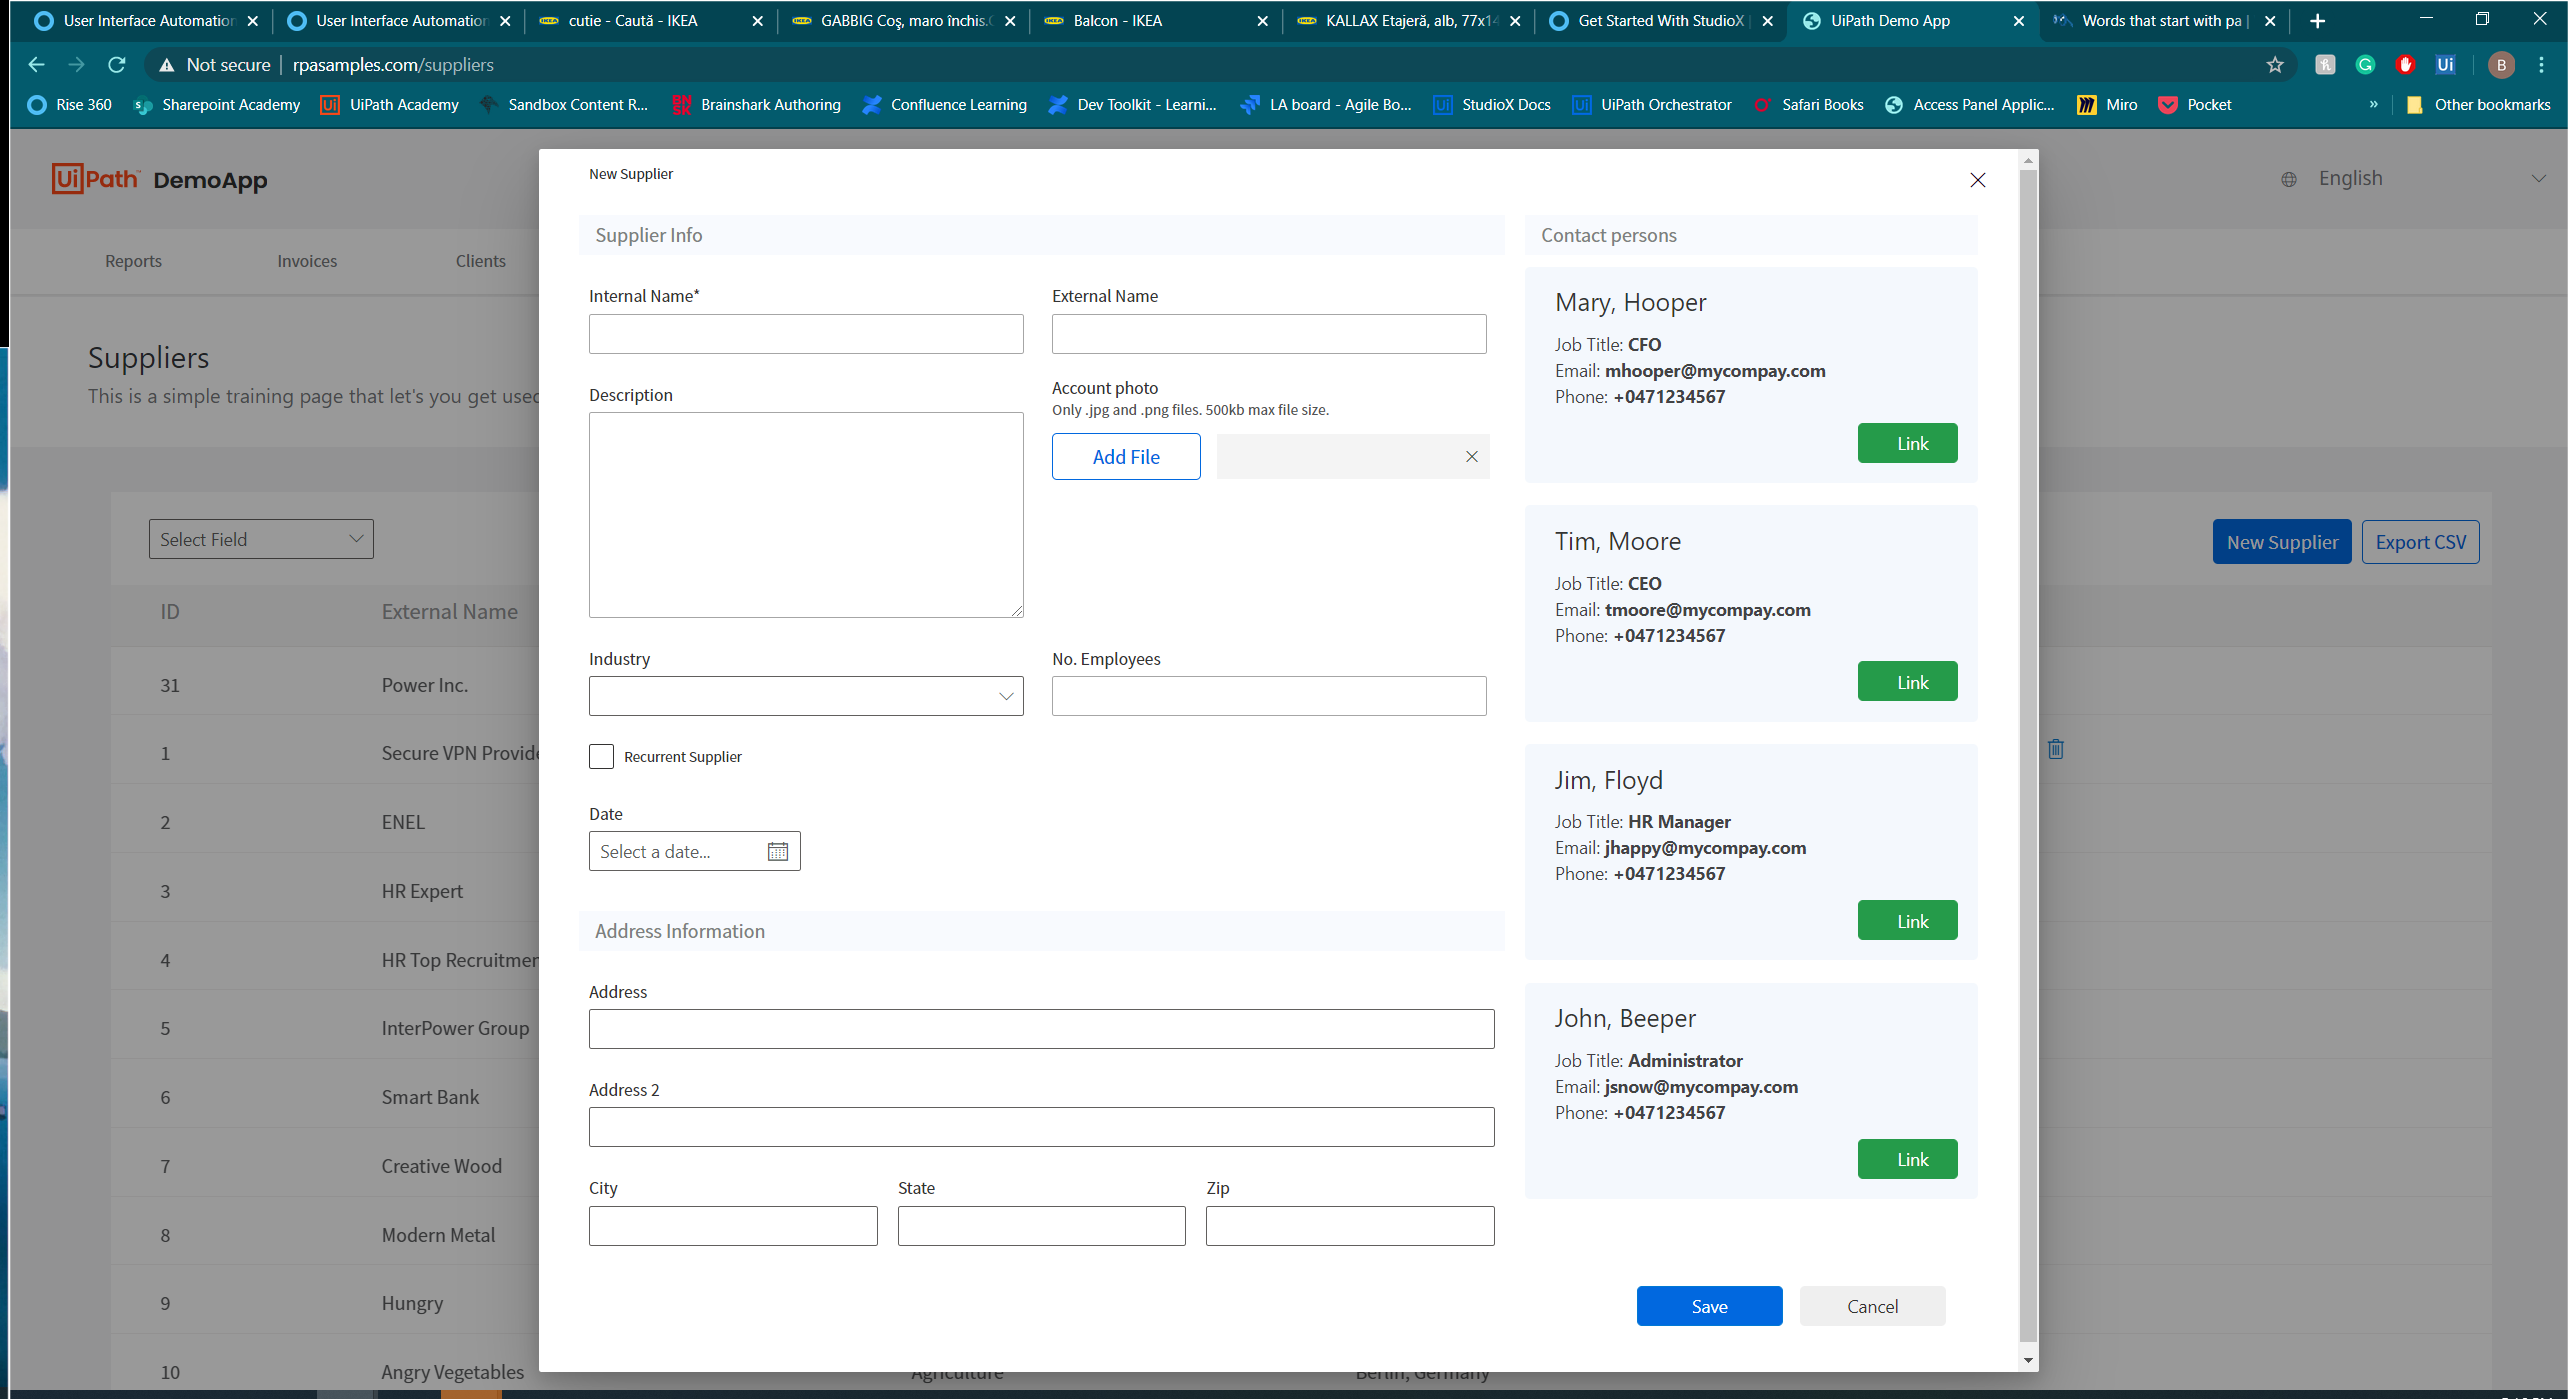 User Interface Automation
User Interface Automation
cutie - Caută - IKEA
GABBIG Coș, maro închis.
Balcon - IKEA
KALLAX Etajeră, alb, 77x14
Get Started With StudioX
UiPath Demo App
Words that start with pa |
Not secure | rpasamples.com/suppliers
B
Rise 360
Sharepoint Academy
UiPath Academy
Sandbox Content R...
Brainshark Authoring
Confluence Learning
Dev Toolkit - Learni...
LA board - Agile Bo...
StudioX Docs
UiPath Orchestrator
Safari Books
Access Panel Applic...
Miro
Pocket
»
Other bookmarks
UiPath DemoApp
English
Reports
Invoices
Clients
Suppliers
This is a simple training page that let's you get used
Select Field
New Supplier
Export CSV
ID
External Name
31
Power Inc.
1
Secure VPN Provide
2
ENEL
3
HR Expert
4
HR Top Recruitmen
5
InterPower Group
6
Smart Bank
7
Creative Wood
8
Modern Metal
9
Hungry
10
Angry Vegetables
Agriculture
Berlin, Germany
New Supplier
Supplier Info
Internal Name*
External Name
Description
Account photo
Only .jpg and .png files. 500kb max file size.
Add File
Industry
No. Employees
Recurrent Supplier
Date
Select a date...
Address Information
Address
Address 2
City
State
Zip
Contact persons
Mary, Hooper
Job Title: CFO
Email: mhooper@mycompay.com
Phone: +0471234567
Link
Tim, Moore
Job Title: CEO
Email: tmoore@mycompay.com
Phone: +0471234567
Link
Jim, Floyd
Job Title: HR Manager
Email: jhappy@mycompay.com
Phone: +0471234567
Link
John, Beeper
Job Title: Administrator
Email: jsnow@mycompay.com
Phone: +0471234567
Link
Save
Cancel